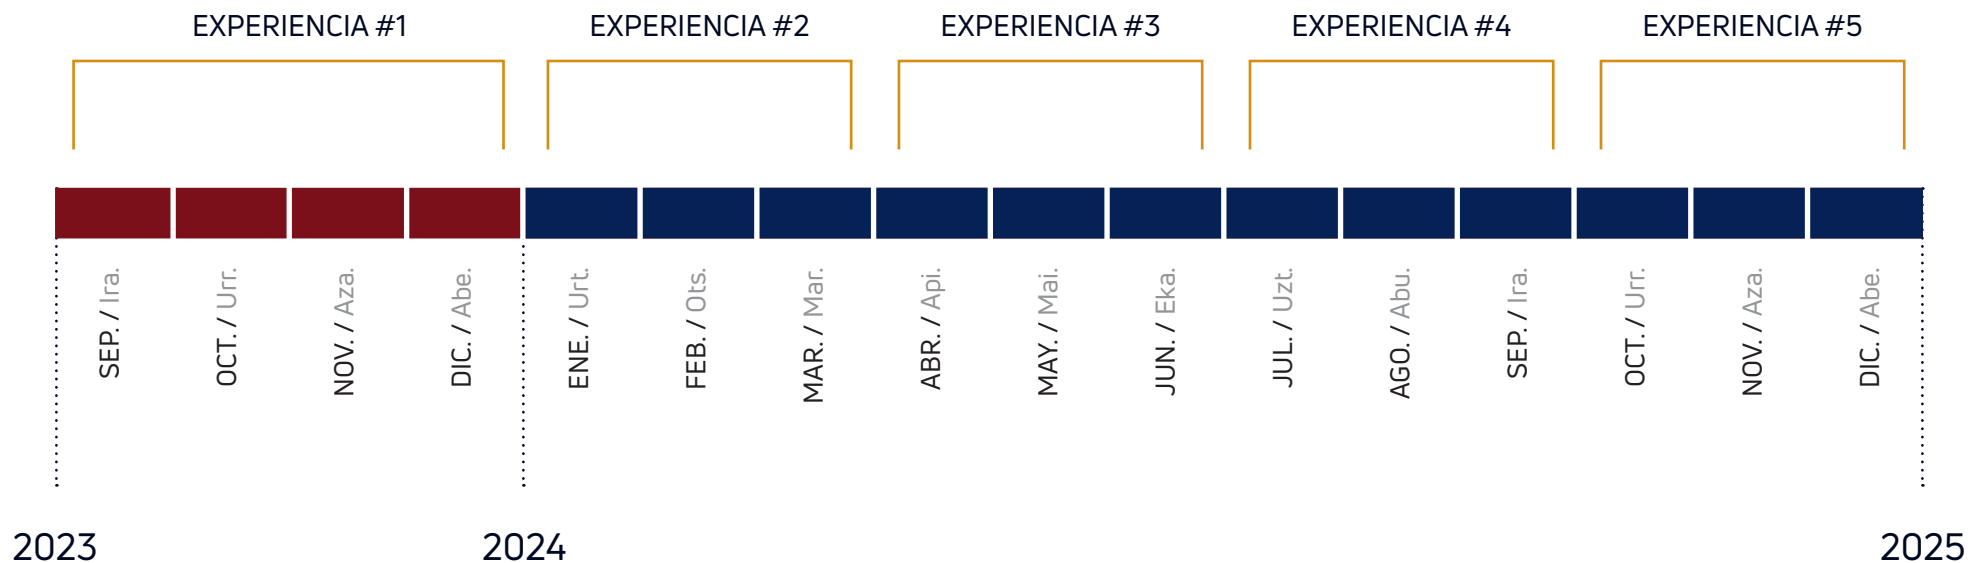 EXPERIENCIA #1
EXPERIENCIA #2
EXPERIENCIA #3
EXPERIENCIA #4
EXPERIENCIA #5
SEP. / Ira.
OCT. / Urr.
NOV. / Aza.
DIC. / Abe.
ENE. / Urt.
FEB. / Ots.
MAR. / Mar.
ABR. / Api.
MAY. / Mai.
JUN. / Eka.
JUL. / Uzt.
AGO. / Abu.
SEP. / Ira.
OCT. / Urr.
NOV. / Aza.
DIC. / Abe.
2023
2024
2025